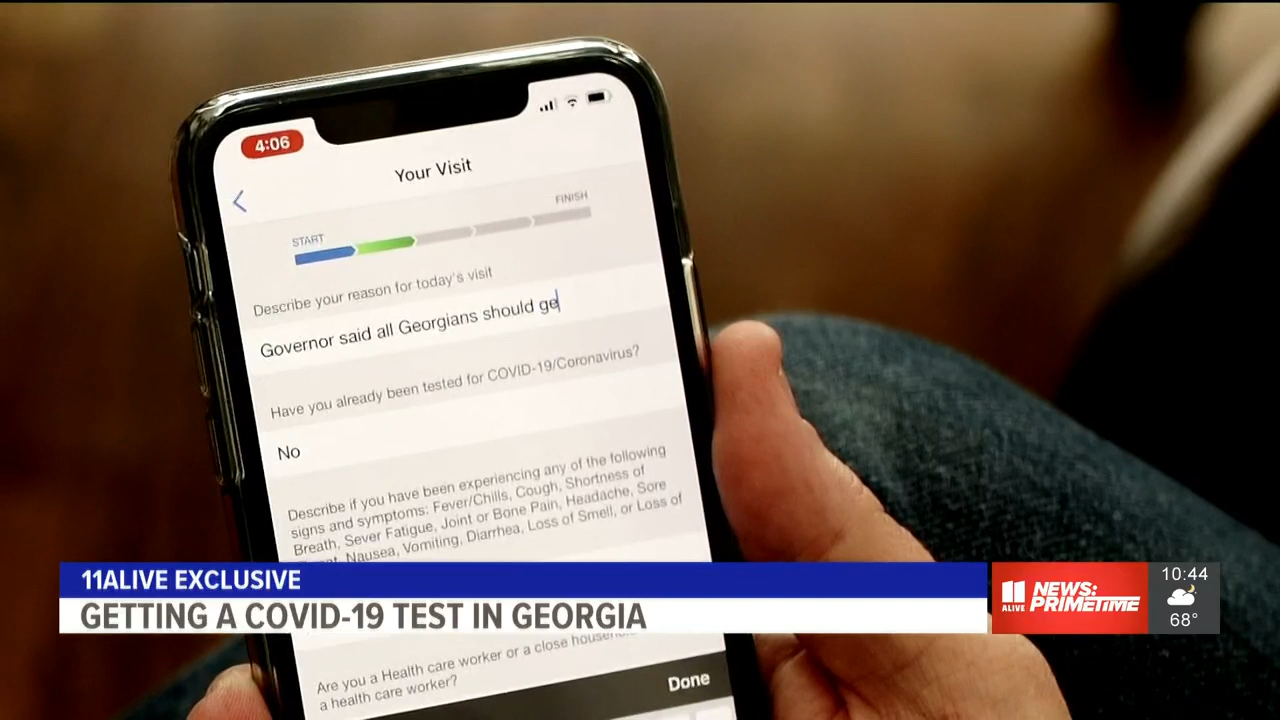 4:06
Your Visit
START
FINISH
Describe your reason for today's visit
Governor said all Georgians should ge
Have you already been tested for COVID-19/Coronavirus?
No
Describe if you have been experiencing any of the following
signs and symptoms: Fever/Chills, Cough, Shortness of
Breath, Sever Fatigue, Joint or Bone Pain, Headache, Sore
Nausea, Vomiting, Diarrhea, Loss of Smell, or Loss of
11ALIVE EXCLUSIVE
GETTING A COVID-19 TEST IN GEORGIA
11 ALIVE
NEWS:
PRIMETIME
10:44
68°
Are you a Health care worker or a close
a health care worker?
Done